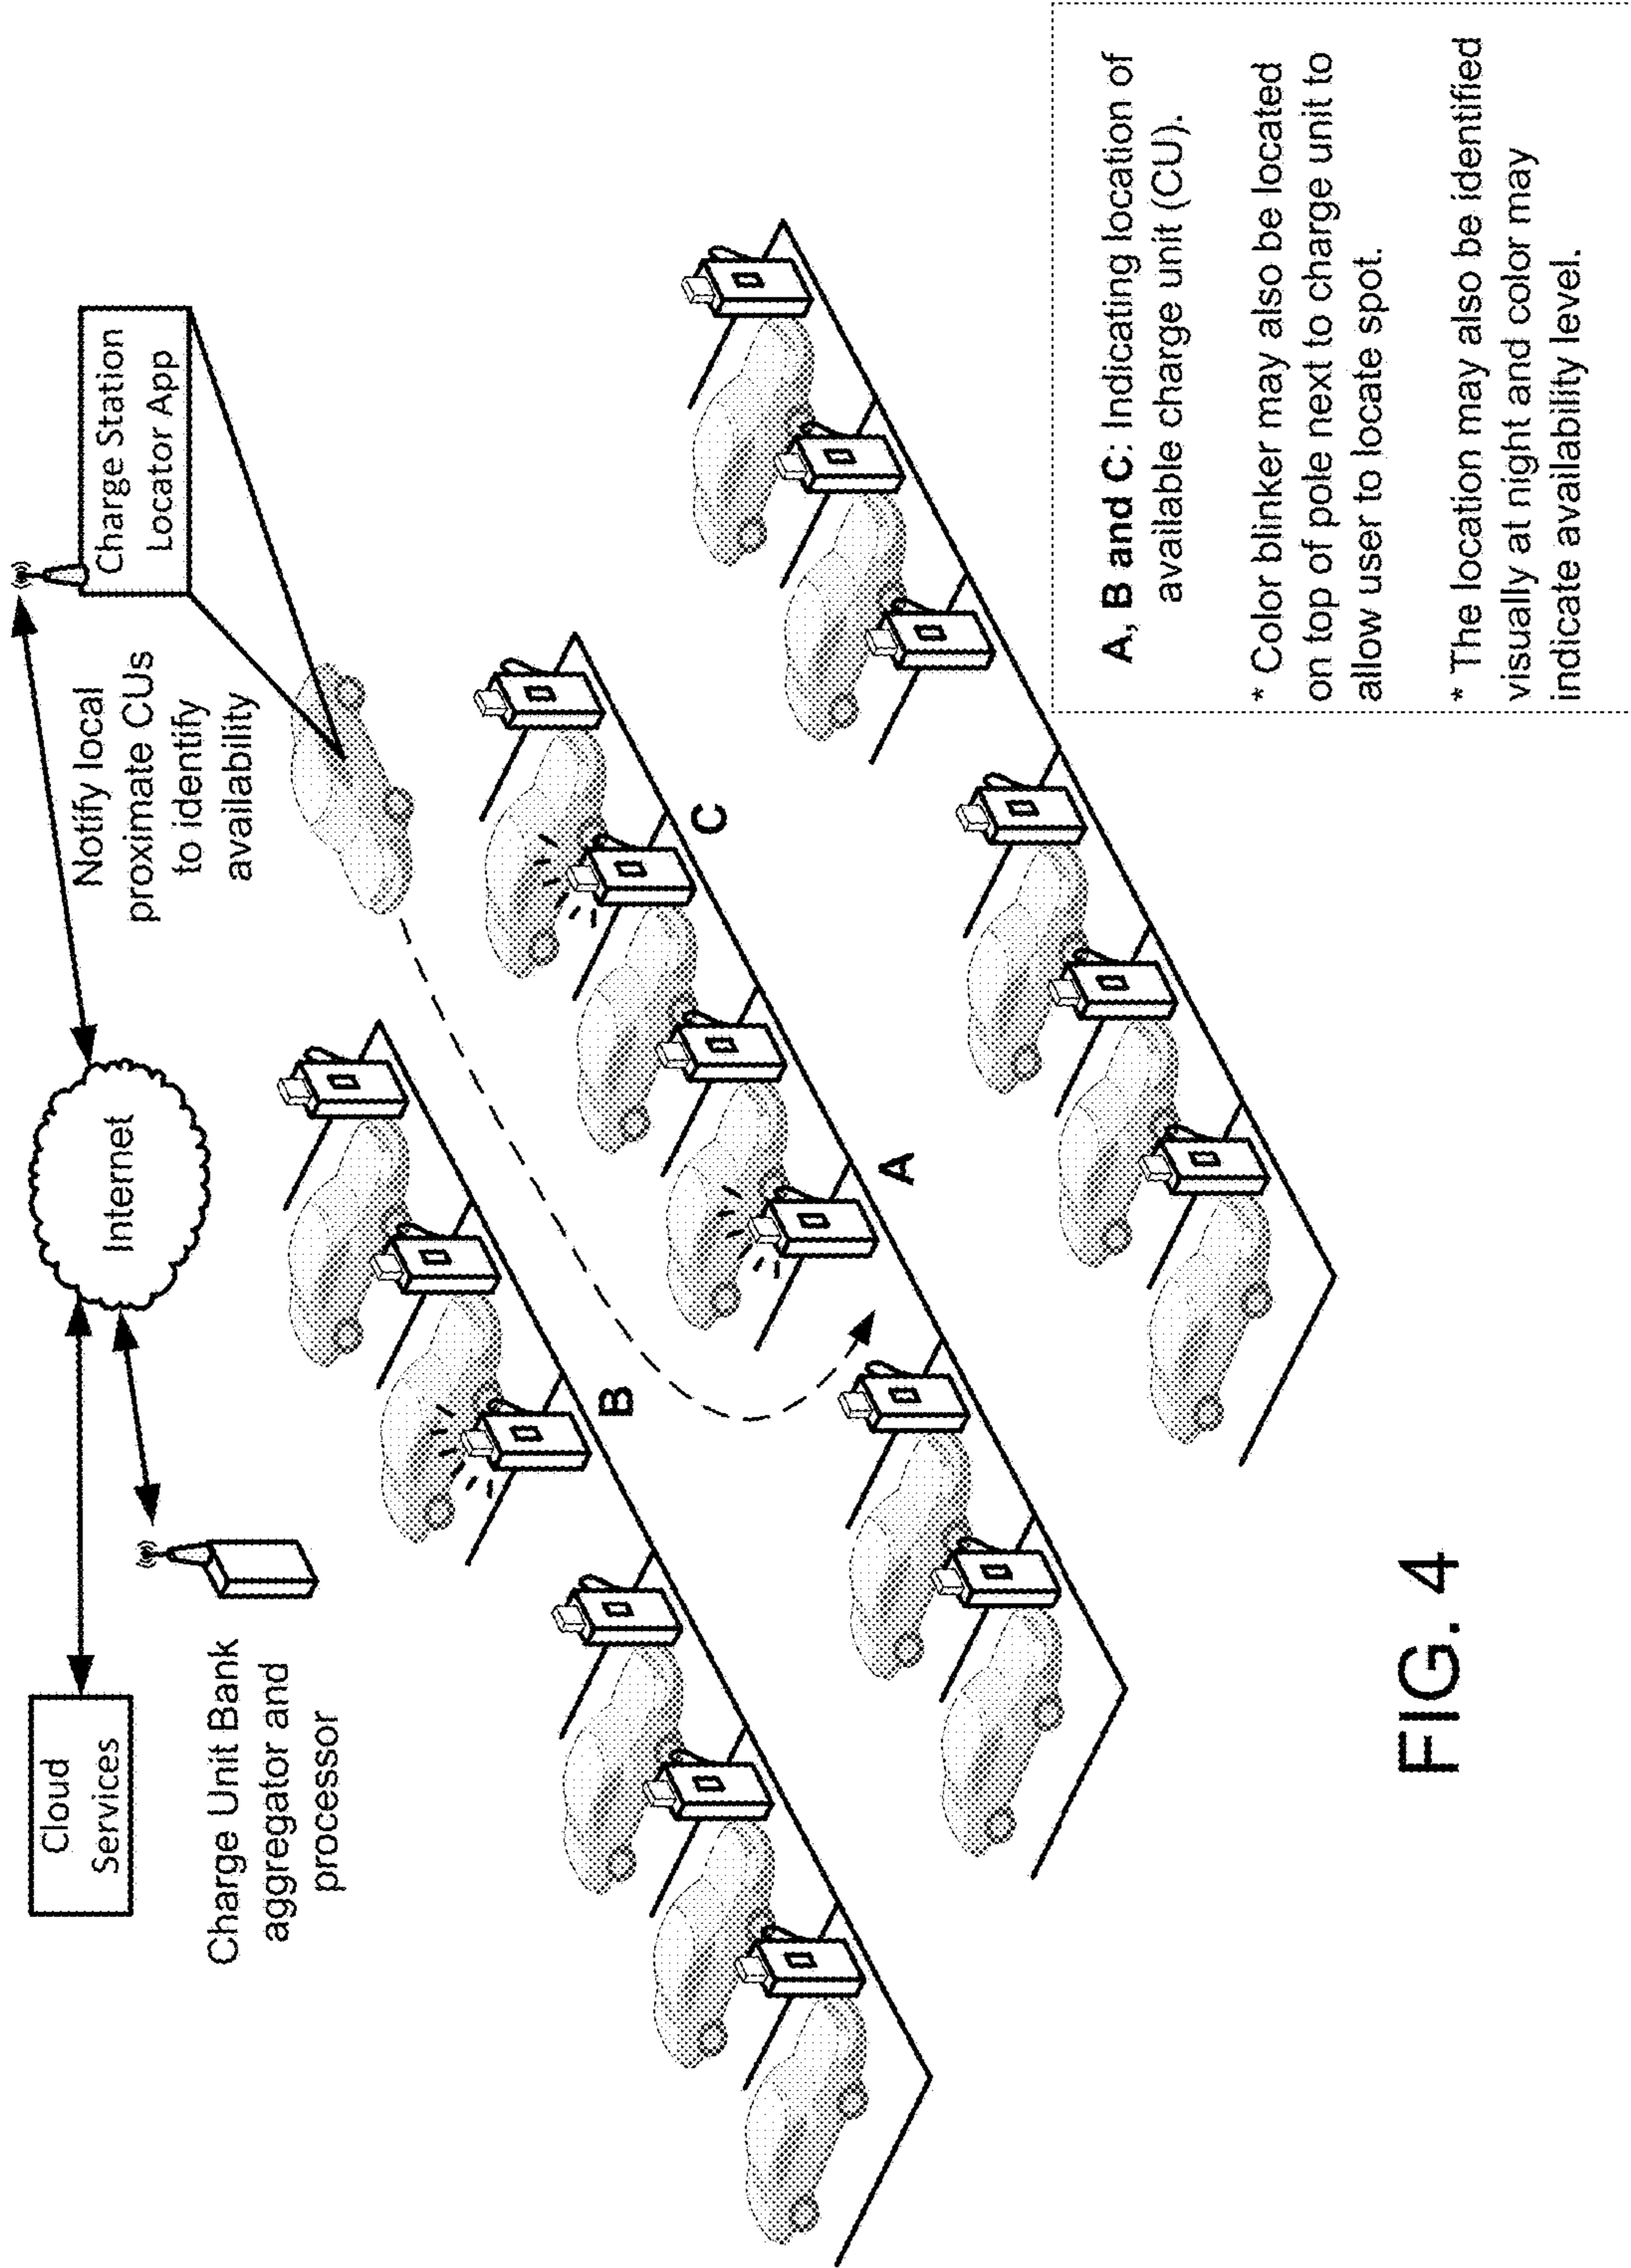 Cloud
Services
Internet
Charge Station
Locator App
Notify local
proximate CUs
to identify
availability
Charge Unit Bank
aggregator and
processor
B
A
C
A, B and C: Indicating location of
available charge unit (CU).
* Color blinker may also be located
on top of pole next to charge unit to
allow user to locate spot.
* The location may also be identified
visually at night and color may
indicate availability level.
FIG. 4